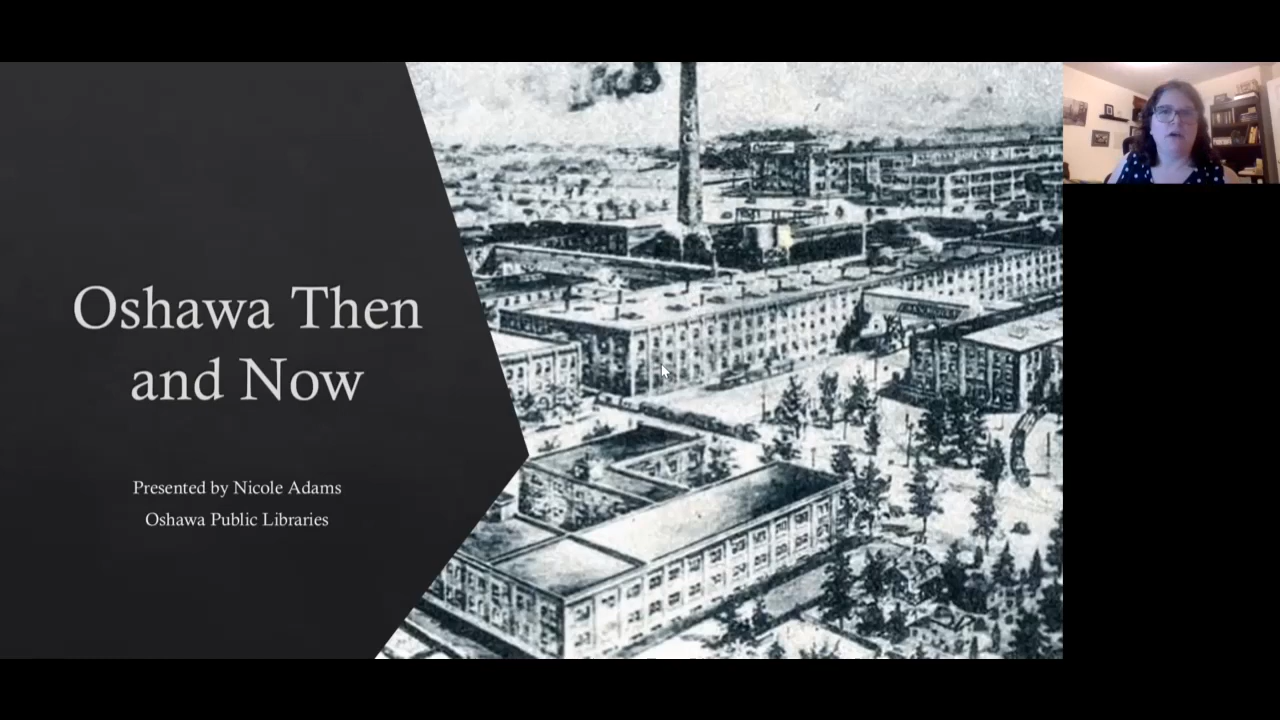 Oshawa Then
and Now
Presented by Nicole Adams
Oshawa Public Libraries